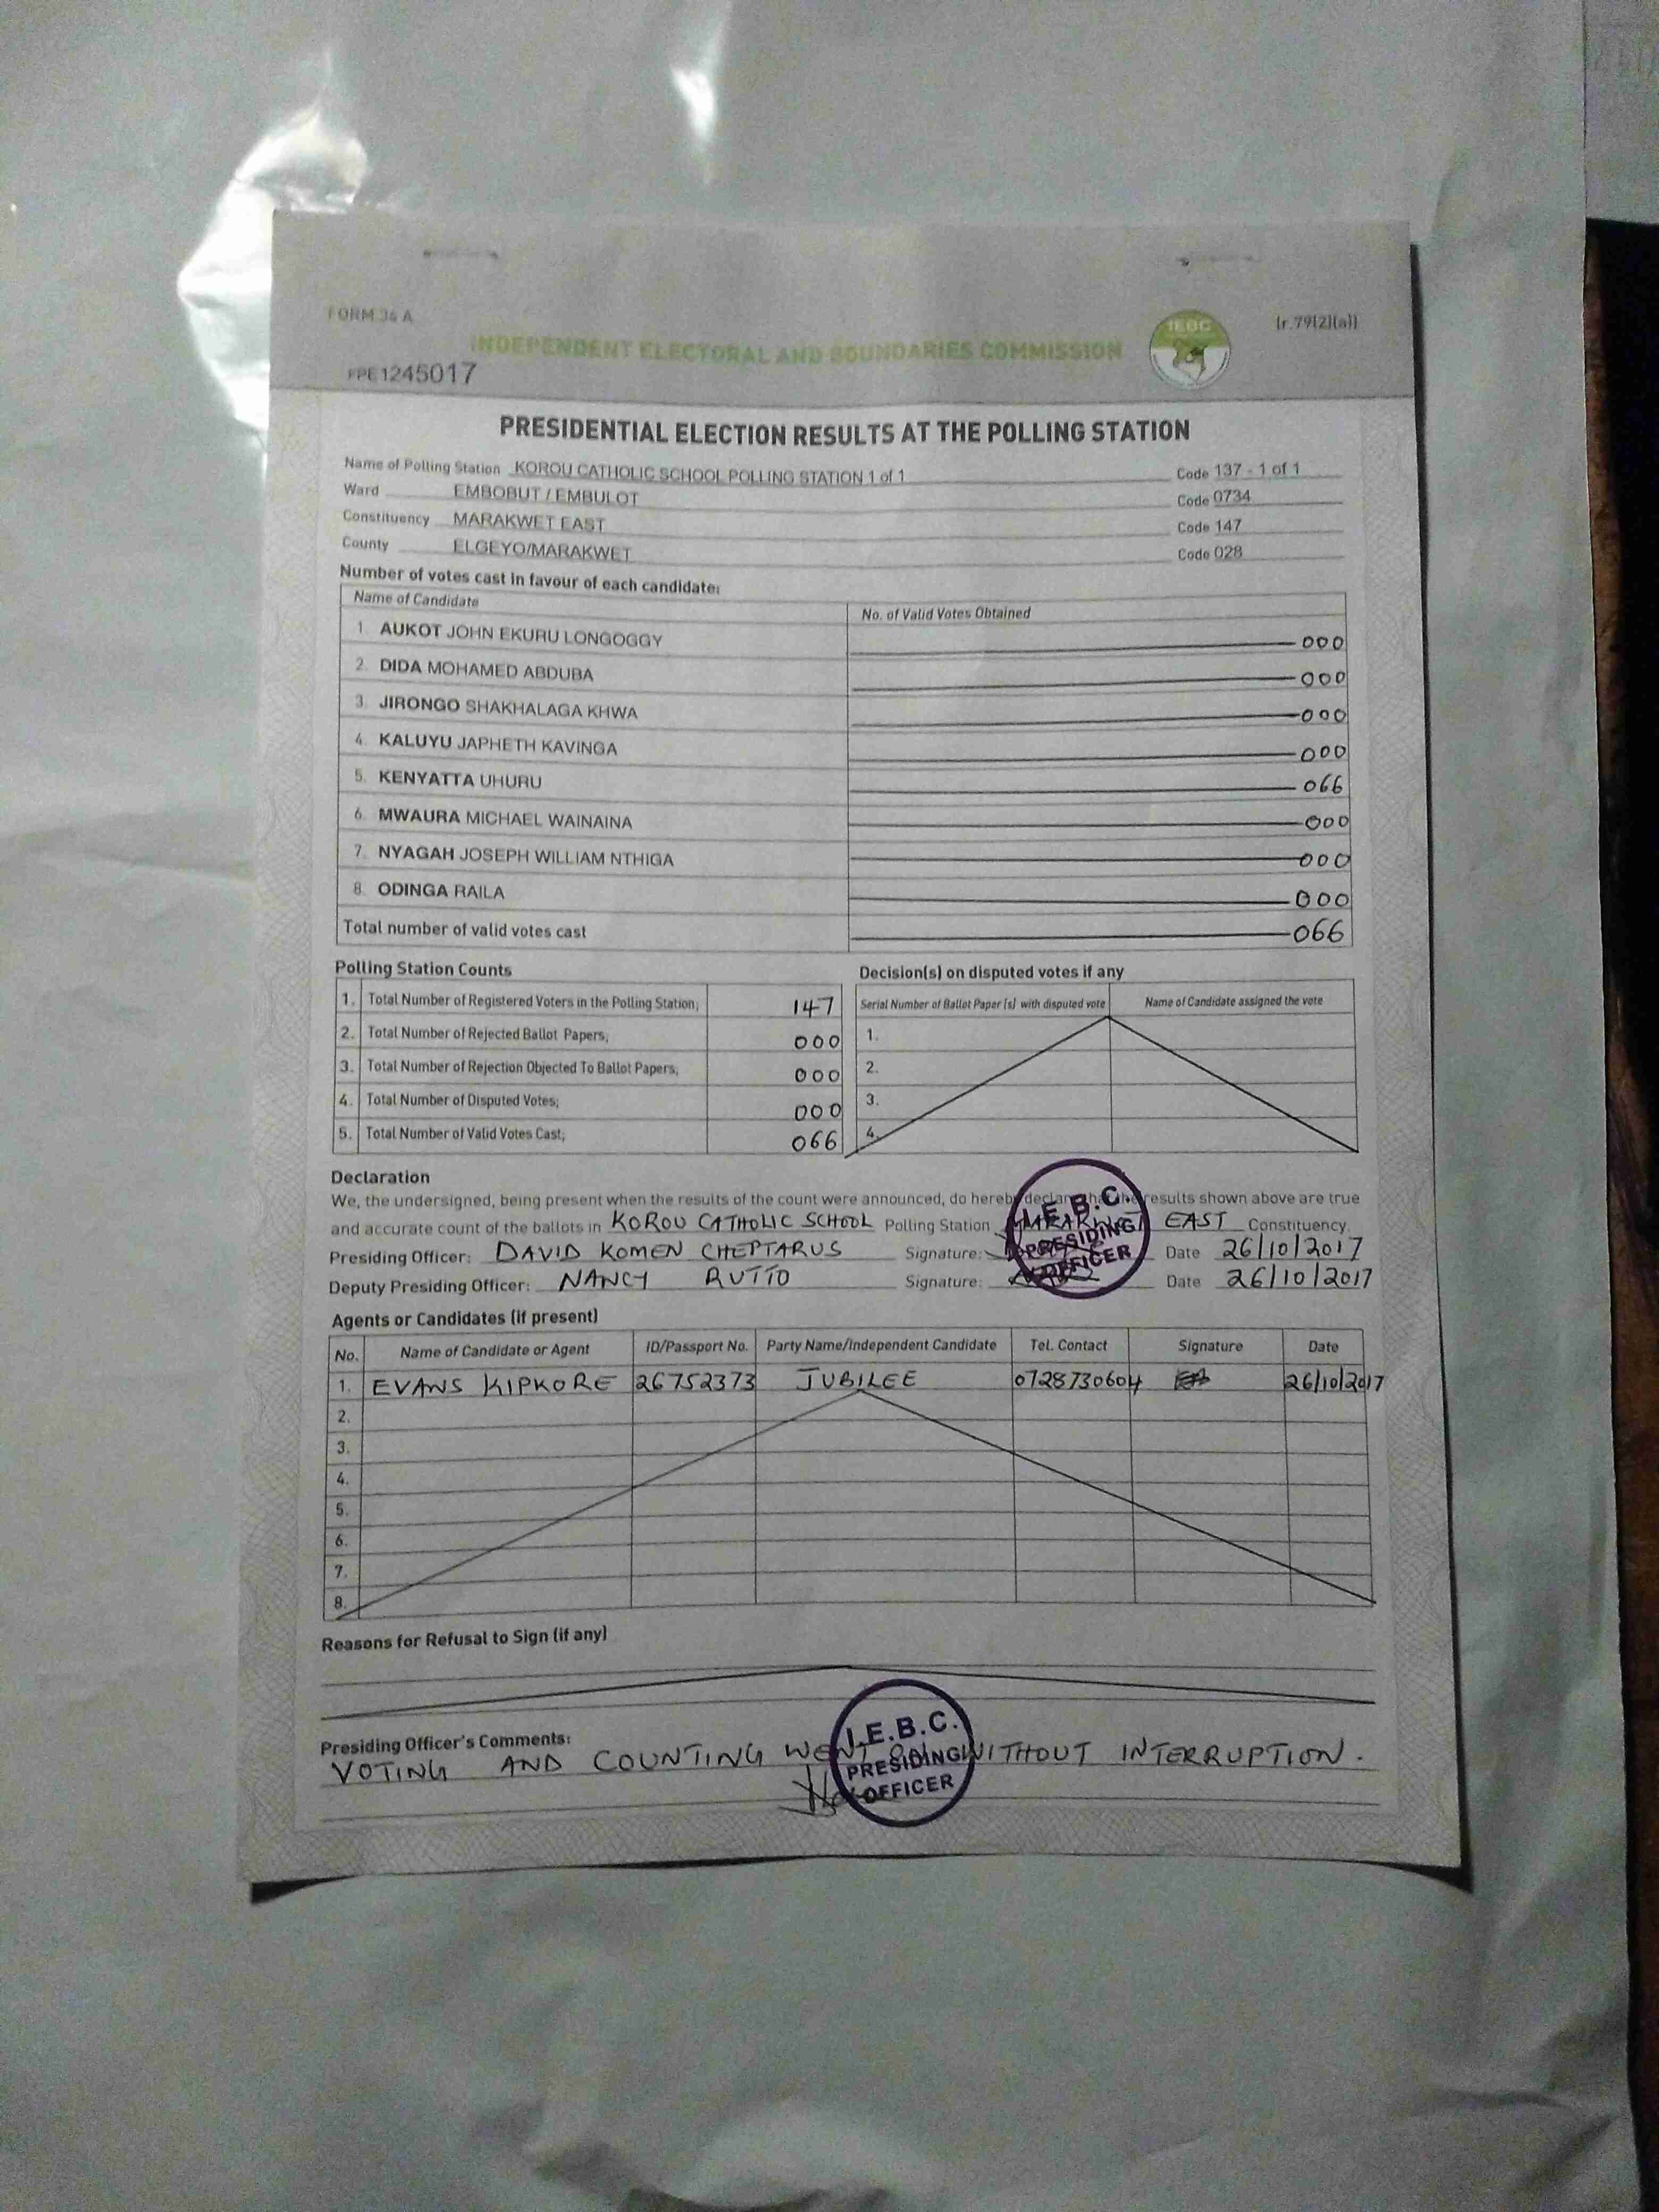 FORM 34 A
(r.79(2)(a))
IEBC
INDEPENDENT ELECTORAL AND BOUNDARIES COMMISSION
FPE1245017
PRESIDENTIAL ELECTION RESULTS AT THE POLLING STATION
Name of Polling Station KOROU CATHOLIC SCHOOL POLLING STATION 1 of 1 Code 137 - 1 of 1
Ward EMBOBUT / EMBULOT Code 0734
Constituency MARAKWET EAST Code 147
County ELGEYO/MARAKWET Code 028
Number of votes cast in favour of each candidate:
Name of Candidate No. of Valid Votes Obtained
1. AUKOT JOHN EKURU LONGOGGY 000
2. DIDA MOHAMED ABDUBA 000
3. JIRONGO SHAKHALAGA KHWA 000
4. KALUYU JAPHETH KAVINGA 000
5. KENYATTA UHURU 066
6. MWAURA MICHAEL WAINAINA 000
7. NYAGAH JOSEPH WILLIAM NTHIGA 000
8. ODINGA RAILA 000
Total number of valid votes cast 066
Polling Station Counts
1. Total Number of Registered Voters in the Polling Station; 147
2. Total Number of Rejected Ballot Papers; 000
3. Total Number of Rejection Objected To Ballot Papers; 000
4. Total Number of Disputed Votes; 000
5. Total Number of Valid Votes Cast; 066
Decision(s) on disputed votes if any
Serial Number of Ballot Paper (s) with disputed vote Name of Candidate assigned the vote
1.
2.
3.
4.
Declaration
We, the undersigned, being present when the results of the count were announced, do hereby declare that the results shown above are true
and accurate count of the ballots in KOROU CATHOLIC SCHOOL Polling Station MARAKWET EAST Constituency.
Presiding Officer: DAVID KOMEN CHEPTARUS Signature: Date 26/10/2017
Deputy Presiding Officer: NANCY RUTTO Signature: Date 26/10/2017
I.E.B.C.
PRESIDING
OFFICER
Agents or Candidates (if present)
No. Name of Candidate or Agent ID/Passport No. Party Name/Independent Candidate Tel. Contact Signature Date
1. EVANS KIPKORE 26752373 JUBILEE 0728730604 26/10/2017
2.
3.
4.
5.
6.
7.
8.
Reasons for Refusal to Sign (if any)
Presiding Officer's Comments:
VOTING AND COUNTING WENT ON WITHOUT INTERRUPTION.
I.E.B.C.
PRESIDING
OFFICER